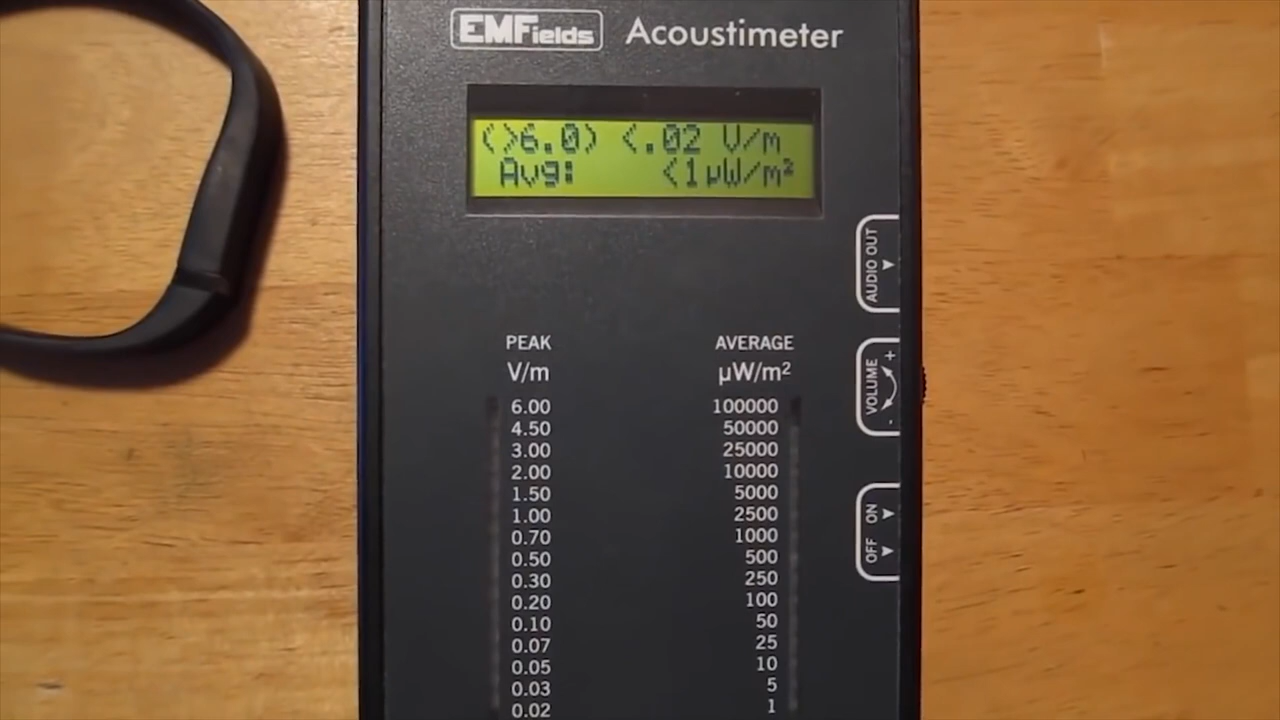 EMFields Acoustimeter
(>6.0) <.02 V/m
Avg: <1µW/m²
AUDIO OUT
VOLUME
- +
OFF ON
PEAK AVERAGE
V/m µW/m²
6.00 100000
4.50 50000
3.00 25000
2.00 10000
1.50 5000
1.00 2500
0.70 1000
0.50 500
0.30 250
0.20 100
0.10 50
0.07 25
0.05 10
0.03 5
0.02 1